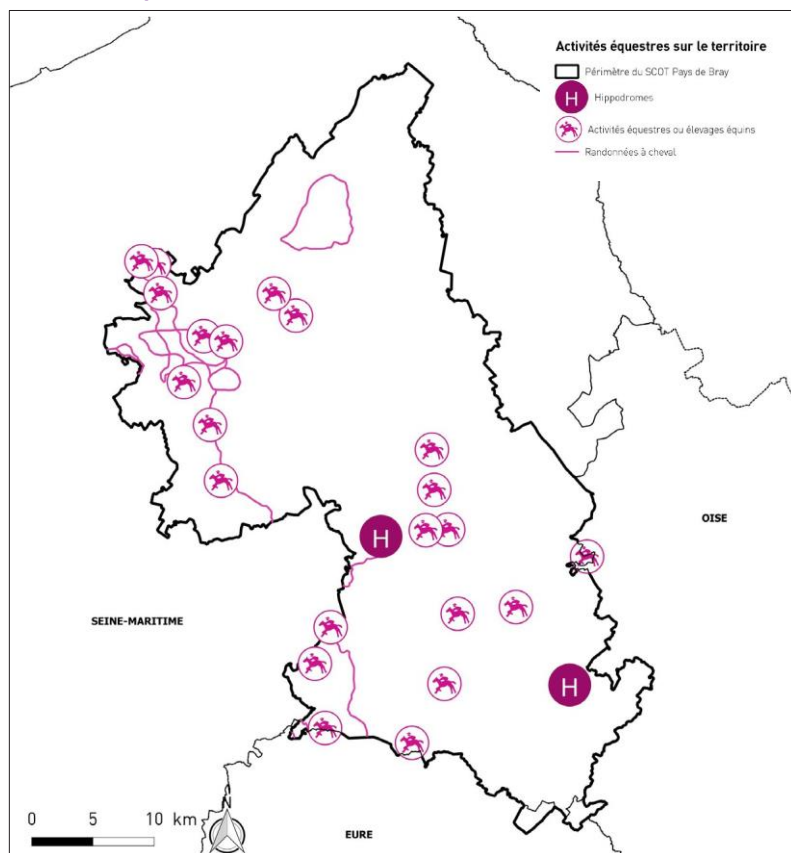 Activités équestres sur le territoire
Périmètre du SCOT Pays de Bray
H Hippodromes
Activités équestres ou élevages équins
Randonnées à cheval
OISE
H
SEINE-MARITIME
H
0 5 10 km
N
EURE